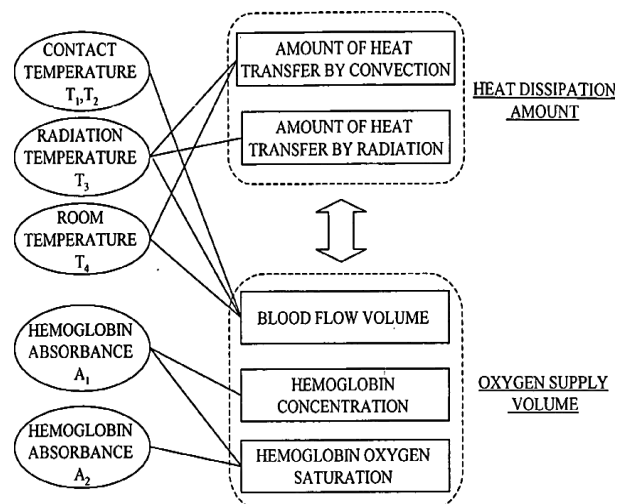 CONTACT
TEMPERATURE
T₁,T₂
RADIATION
TEMPERATURE
T₃
ROOM
TEMPERATURE
T₄
HEMOGLOBIN
ABSORBANCE
A₁
HEMOGLOBIN
ABSORBANCE
A₂
AMOUNT OF HEAT
TRANSFER BY CONVECTION
AMOUNT OF HEAT
TRANSFER BY RADIATION
HEAT DISSIPATION
AMOUNT
BLOOD FLOW VOLUME
HEMOGLOBIN
CONCENTRATION
HEMOGLOBIN OXYGEN
SATURATION
OXYGEN SUPPLY
VOLUME